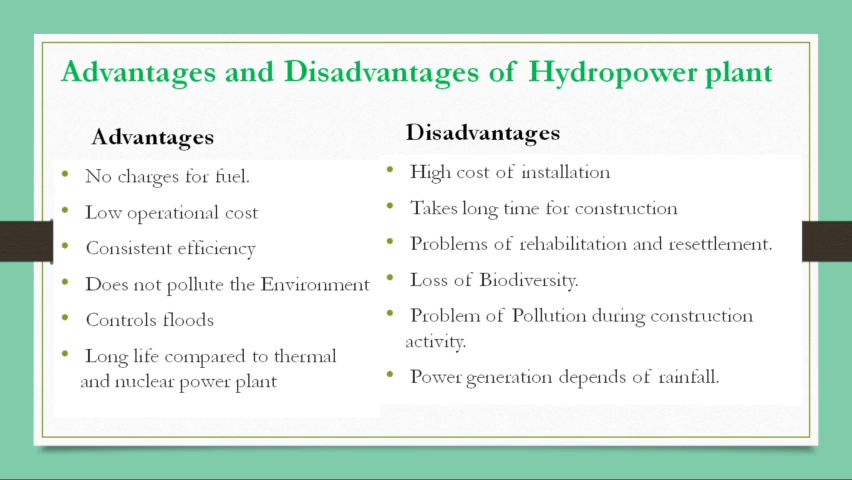 Advantages and Disadvantages of Hydropower plant
Advantages
No charges for fuel.
Low operational cost
Consistent efficiency
Does not pollute the Environment
Controls floods
Long life compared to thermal
and nuclear power plant
Disadvantages
High cost of installation
Takes long time for construction
Problems of rehabilitation and resettlement.
Loss of Biodiversity.
Problem of Pollution during construction
activity.
Power generation depends of rainfall.